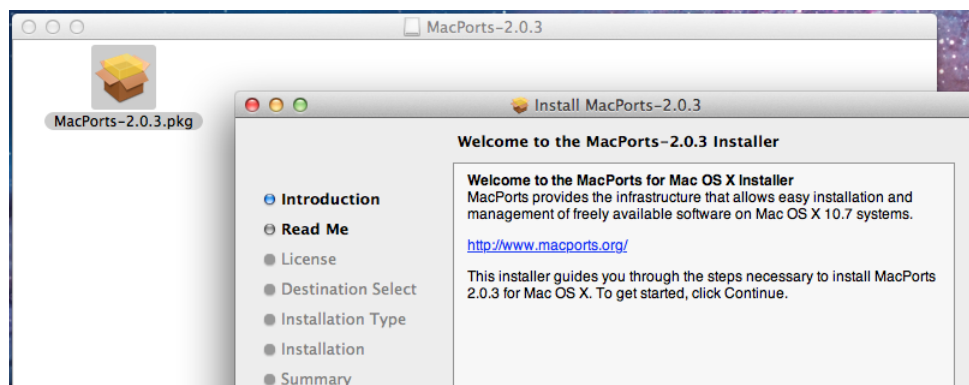 MacPorts-2.0.3
MacPorts-2.0.3.pkg
Install MacPorts-2.0.3
Welcome to the MacPorts-2.0.3 Installer
Introduction
Read Me
License
Destination Select
Installation Type
Installation
Summary
Welcome to the MacPorts for Mac OS X Installer
MacPorts provides the infrastructure that allows easy installation and
management of freely available software on Mac OS X 10.7 systems.
http://www.macports.org/
This installer guides you through the steps necessary to install MacPorts
2.0.3 for Mac OS X. To get started, click Continue.